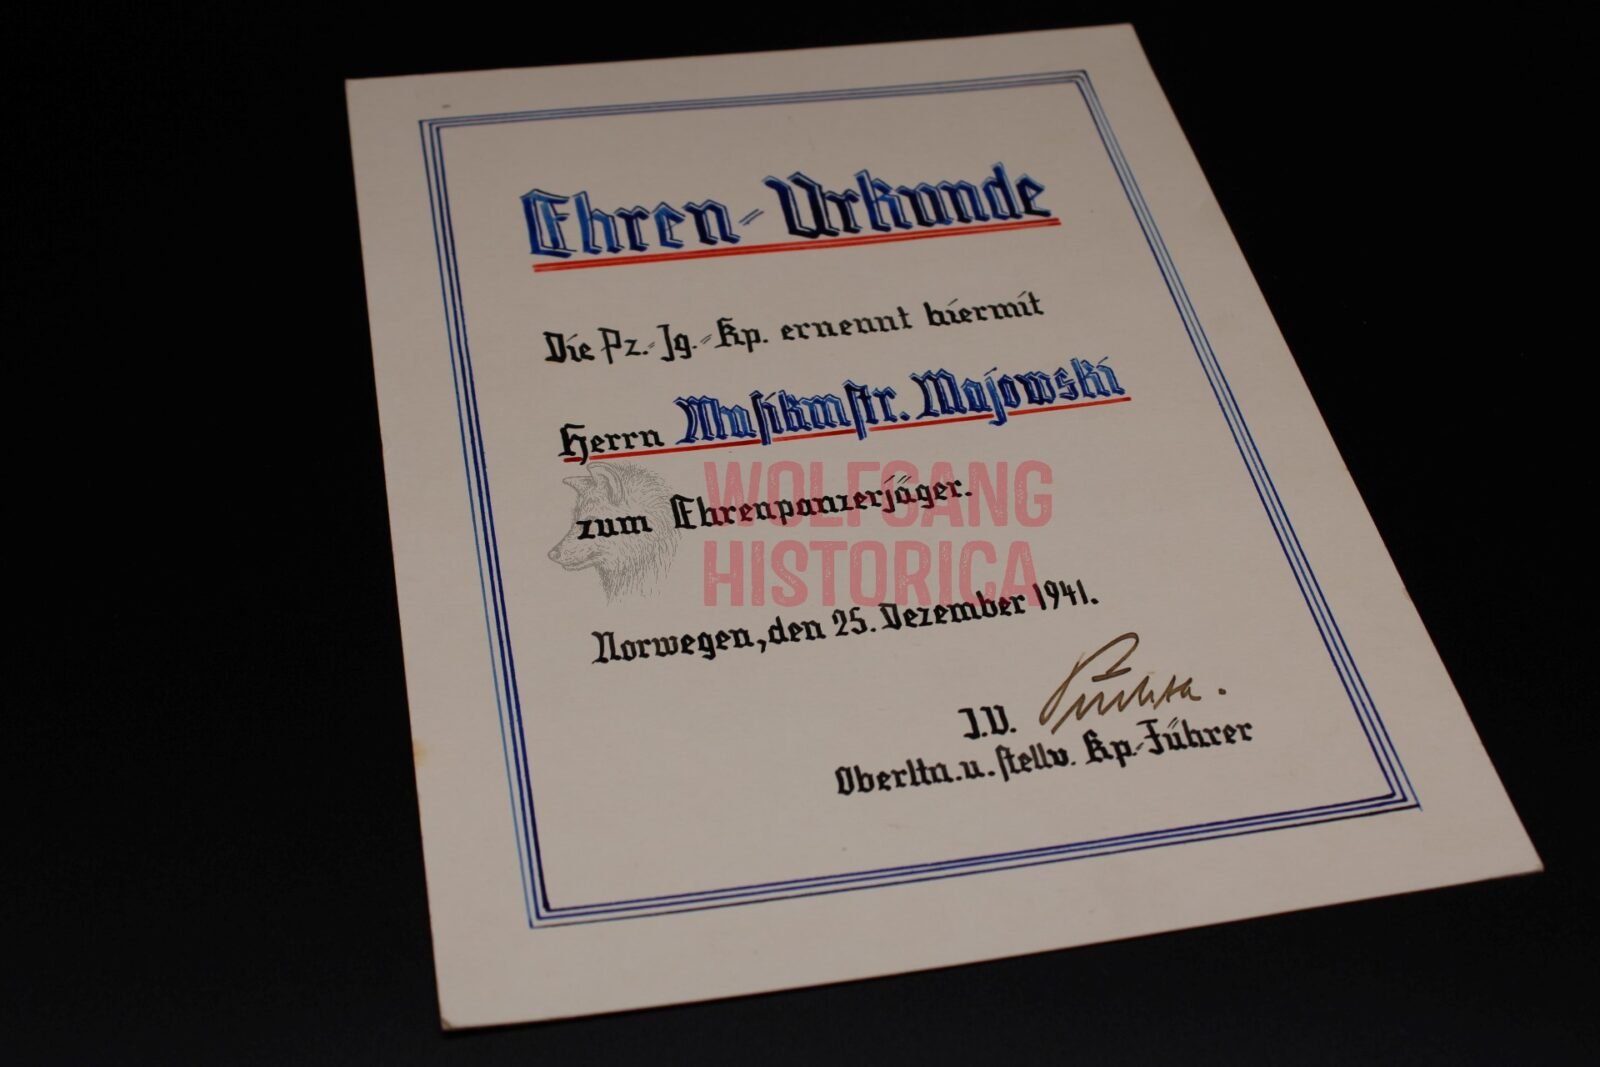 Ehren-Urkunde
Die Pz.-Jg.-Kp. ernennt hiermit
Herrn Musikmstr. Majowski
zum Ehrenpanzerjäger.
WOLFGANG
HISTORICA
Norwegen, den 25. Dezember 1941.
I.V.
Oberltn. u. stellv. Kp.-Führer